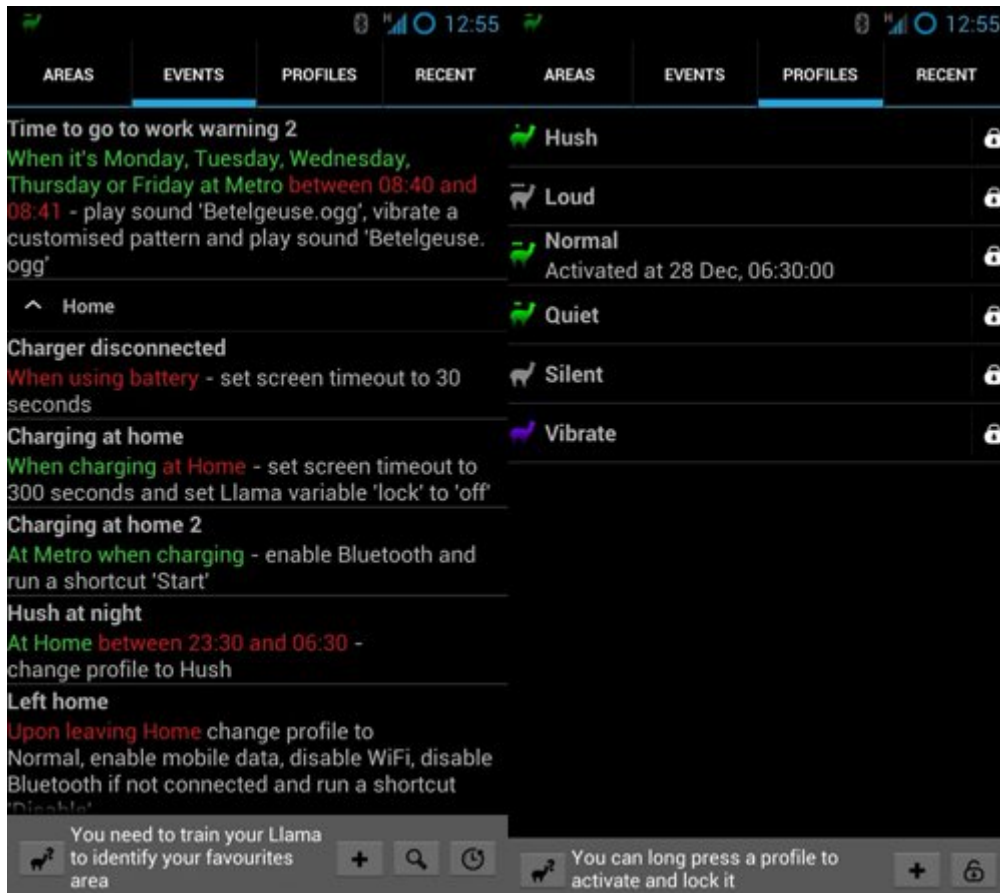 12:55
AREAS EVENTS PROFILES RECENT
Time to go to work warning 2
When it's Monday, Tuesday, Wednesday,
Thursday or Friday at Metro between 08:40 and
08:41 - play sound 'Betelgeuse.ogg', vibrate a
customised pattern and play sound 'Betelgeuse.
ogg'
Home
Charger disconnected
When using battery - set screen timeout to 30
seconds
Charging at home
When charging at Home - set screen timeout to
300 seconds and set Llama variable 'lock' to 'off'
Charging at home 2
At Metro when charging - enable Bluetooth and
run a shortcut 'Start'
Hush at night
At Home between 23:30 and 06:30 -
change profile to Hush
Left home
Upon leaving Home change profile to
Normal, enable mobile data, disable WiFi, disable
Bluetooth if not connected and run a shortcut
'Disable'
You need to train your Llama
to identify your favourites
area
H 12:55
AREAS EVENTS PROFILES RECENT
Hush
Loud
Normal
Activated at 28 Dec, 06:30:00
Quiet
Silent
Vibrate
You can long press a profile to
activate and lock it